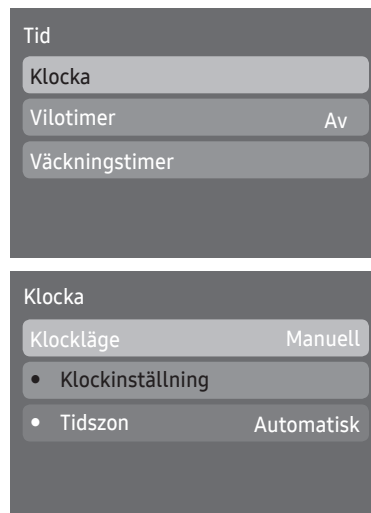 Tid
Klocka
Vilotimer Av
Väckningstimer
Klocka
Klockläge Manuell
• Klockinställning
• Tidszon Automatisk